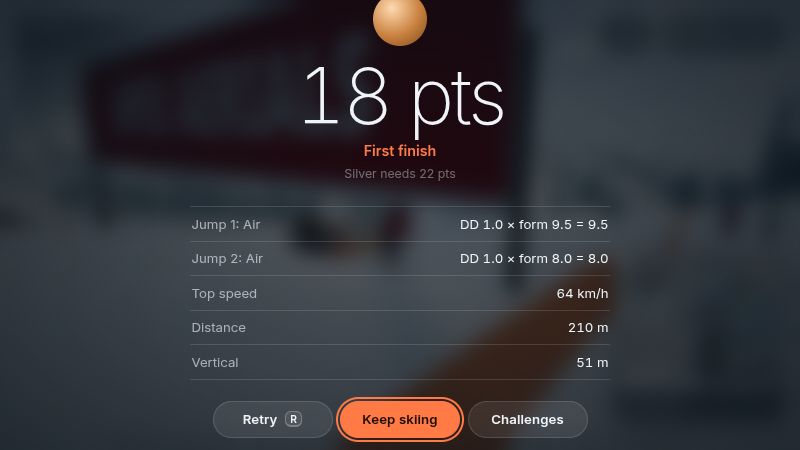 18 pts
First finish
Silver needs 22 pts
Jump 1: Air DD 1.0 × form 9.5 = 9.5
Jump 2: Air DD 1.0 × form 8.0 = 8.0
Top speed 64 km/h
Distance 210 m
Vertical 51 m
Retry R Keep skiing Challenges